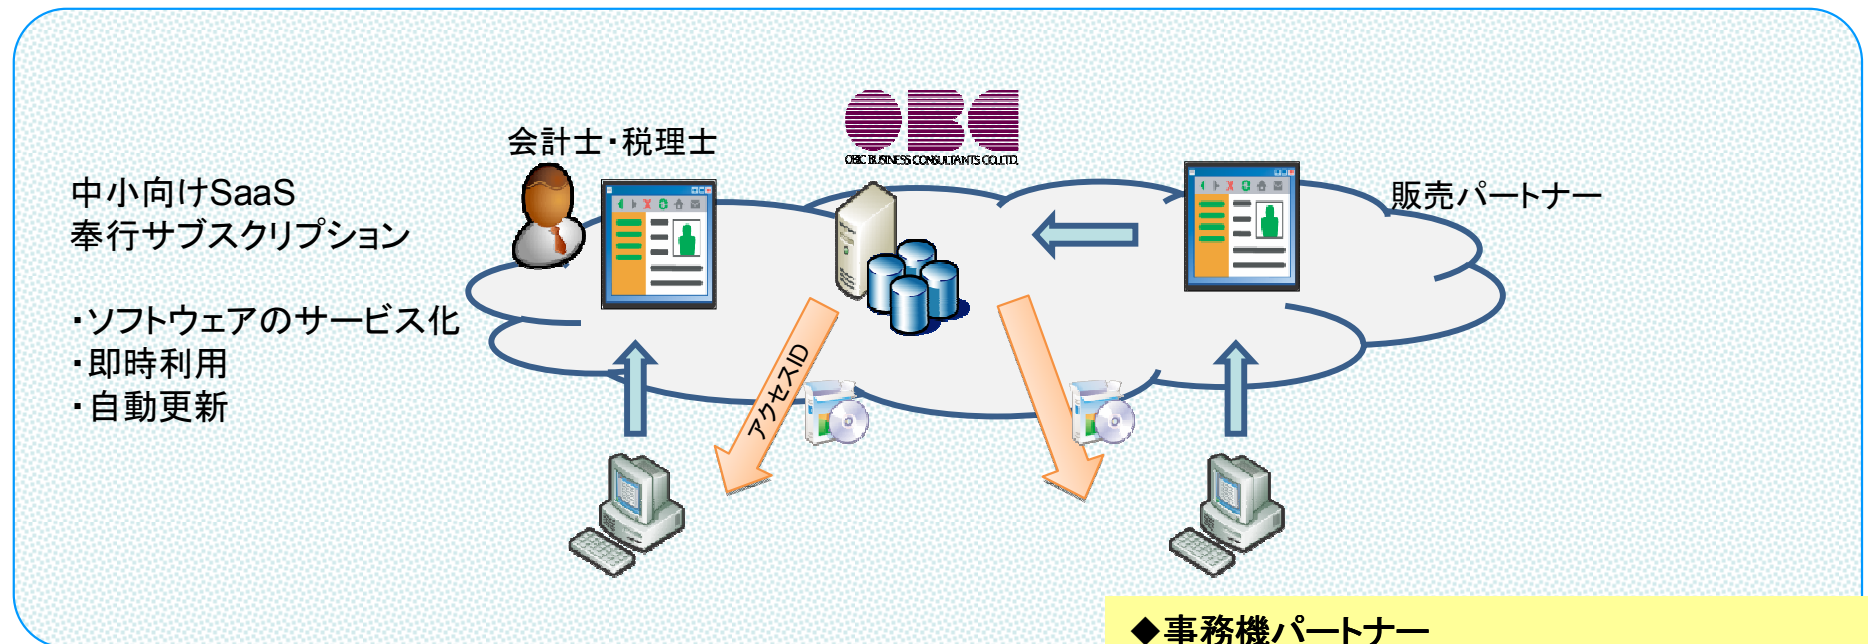 会計士・税理士
OBC
OBIC BUSINESS CONSULTANTS CO.,LTD.
中小向けSaaS
奉行サブスクリプション
販売パートナー
・ソフトウェアのサービス化
・即時利用
・自動更新
アクセスID
◆事務機パートナー